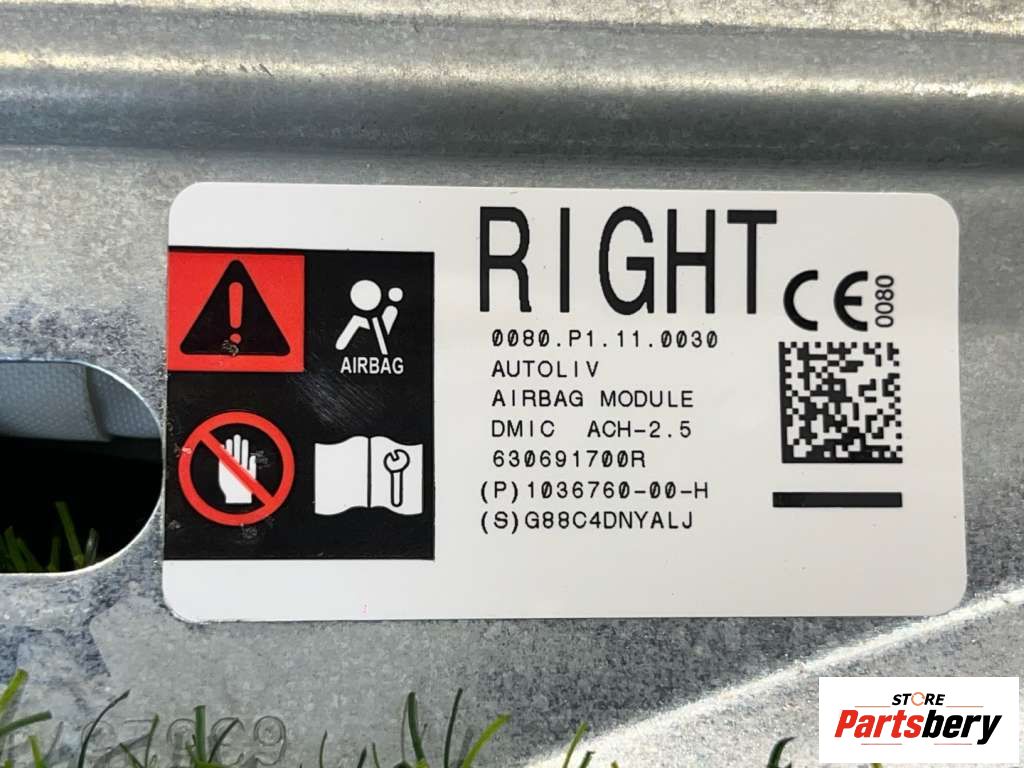 RIGHT
CE 0080
0080.P1.11.0030
AUTOLIV
AIRBAG MODULE
DMIC ACH-2.5
630691700R
(P)1036760-00-H
(S)G88C4DNYALJ
AIRBAG
STORE
Partsbery